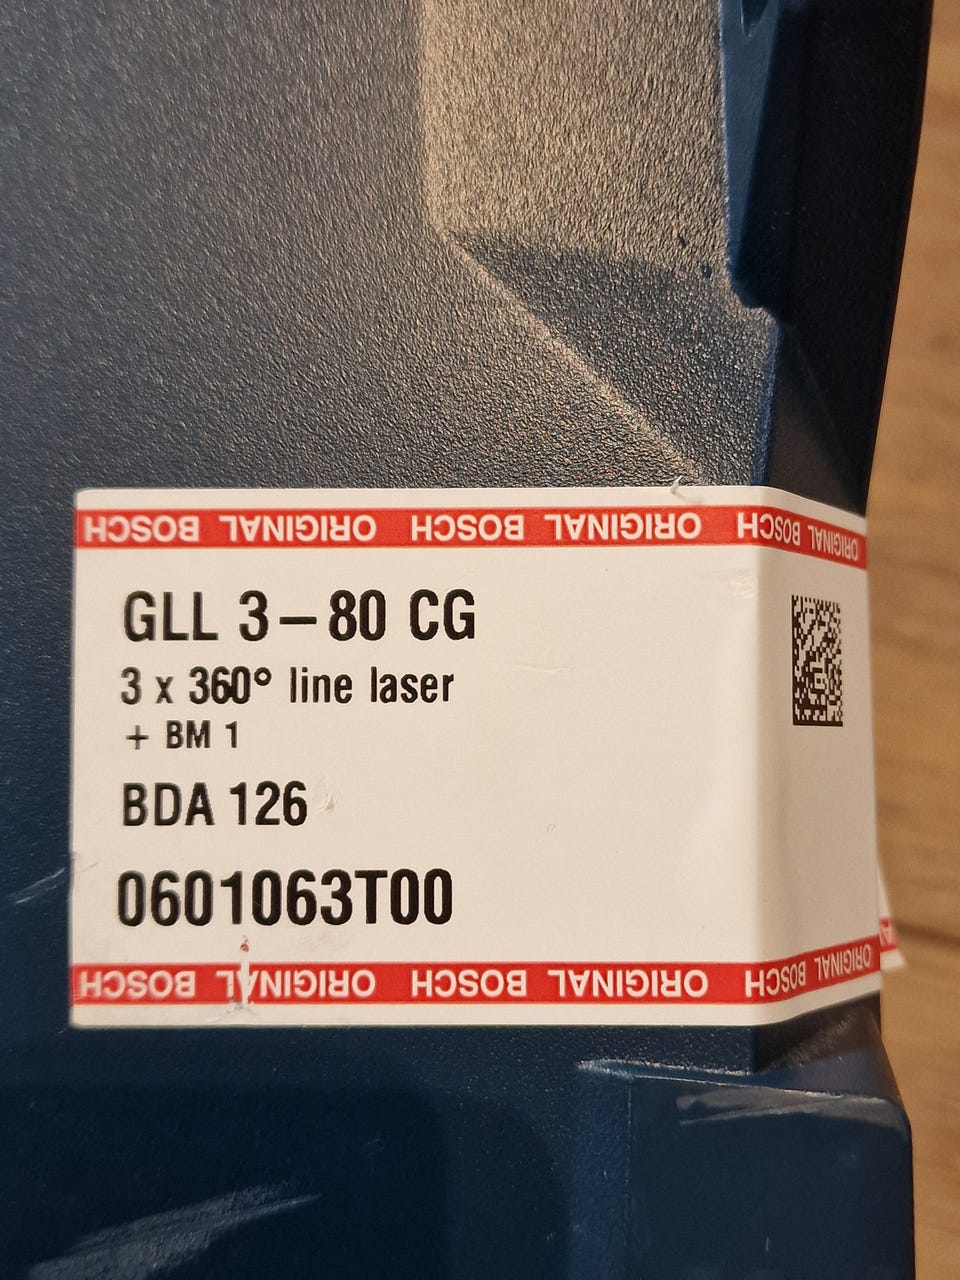 ORIGINAL BOSCH ORIGINAL BOSCH ORIGINAL BOSCH
GLL 3–80 CG
3 x 360° line laser
+ BM 1
BDA 126
0601063T00
ORIGINAL BOSCH ORIGINAL BOSCH ORIGINAL BOSCH